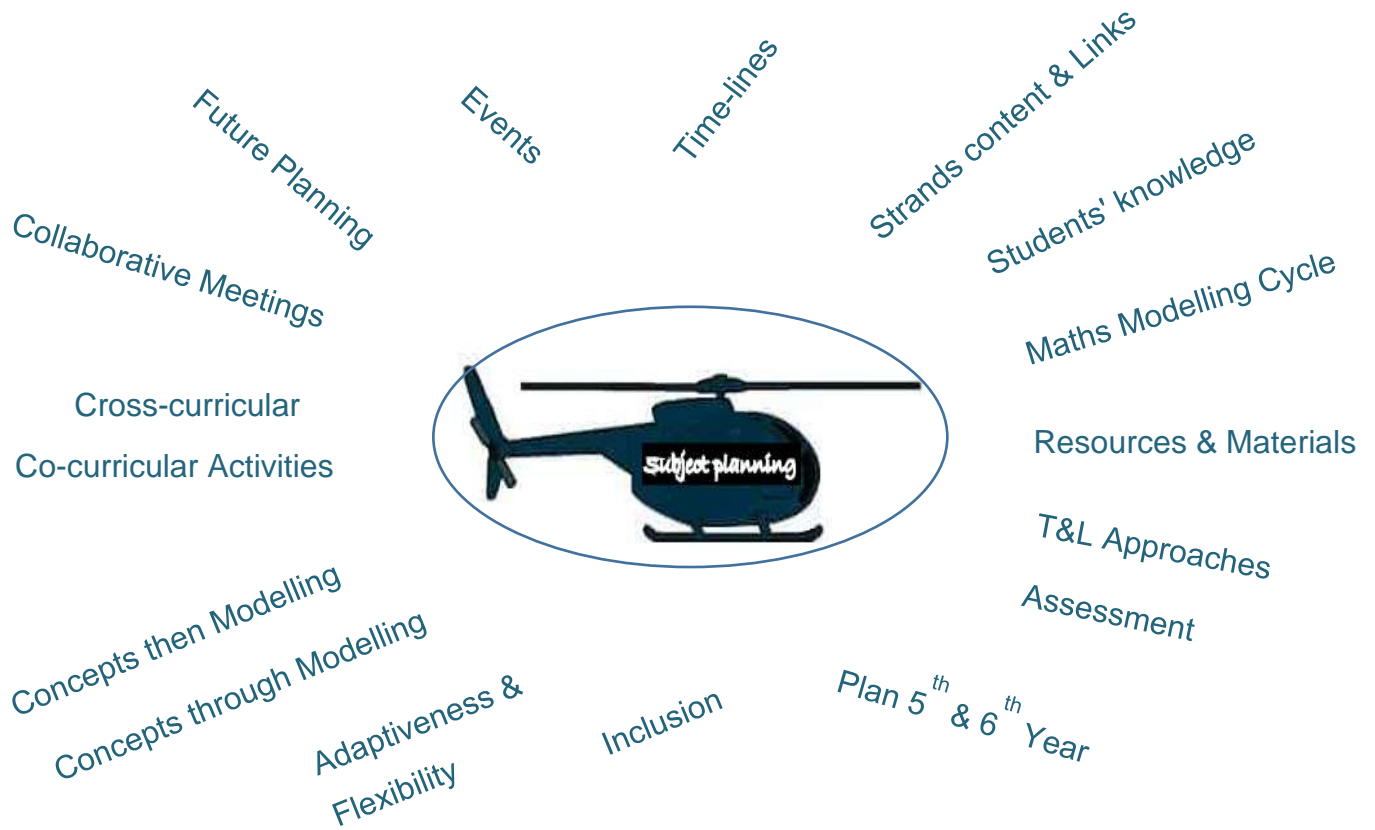 Future Planning
Events
Time-lines
Strands content & Links
Students' knowledge
Collaborative Meetings
Maths Modelling Cycle
Cross-curricular
Co-curricular Activities
Subject planning
Resources & Materials
T&L Approaches
Assessment
Concepts then Modelling
Concepts through Modelling
Adaptiveness &
Flexibility
Inclusion
Plan 5th & 6th Year